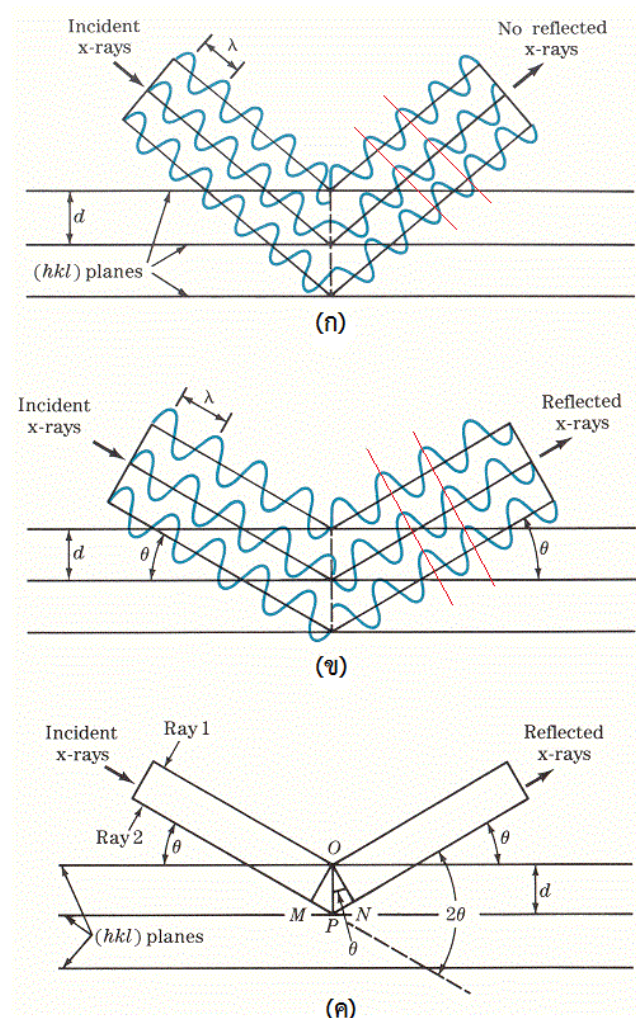 Incident
x-rays
λ
No reflected
x-rays
d
(hkl) planes
(ก)
Incident
x-rays
λ
Reflected
x-rays
d
θ
θ
(ข)
Incident
x-rays
Ray 1
Reflected
x-rays
Ray 2
θ
O
θ
d
M
P
N
2θ
(hkl) planes
θ
(ค)